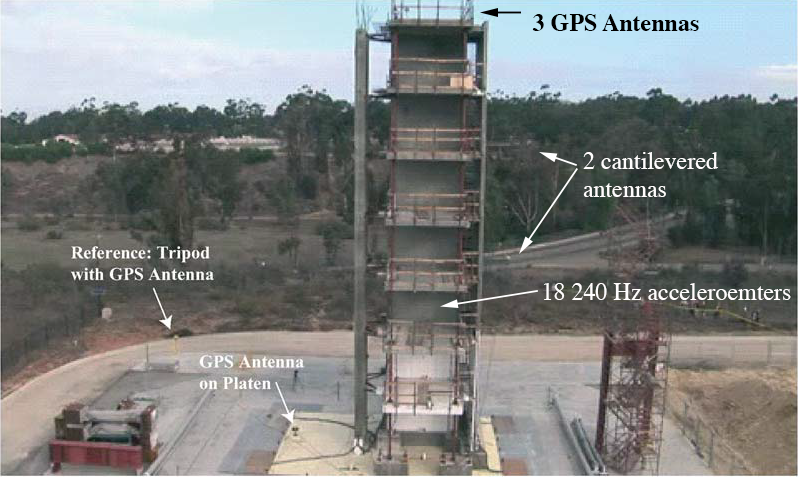 3 GPS Antennas
2 cantilevered
antennas
Reference: Tripod
with GPS Antenna
18 240 Hz acceleroemters
GPS Antenna
on Platen